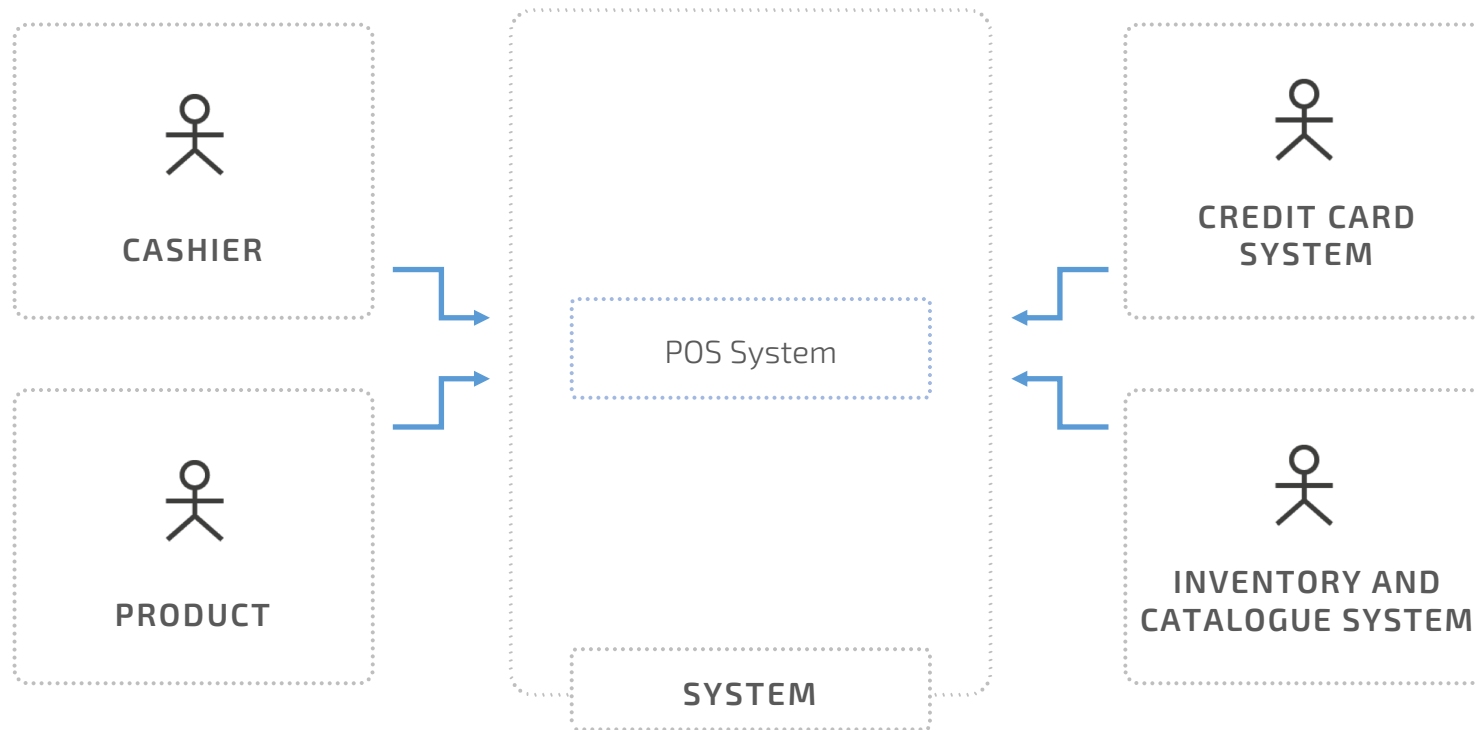 CASHIER
PRODUCT
POS System
SYSTEM
CREDIT CARD
SYSTEM
INVENTORY AND
CATALOGUE SYSTEM